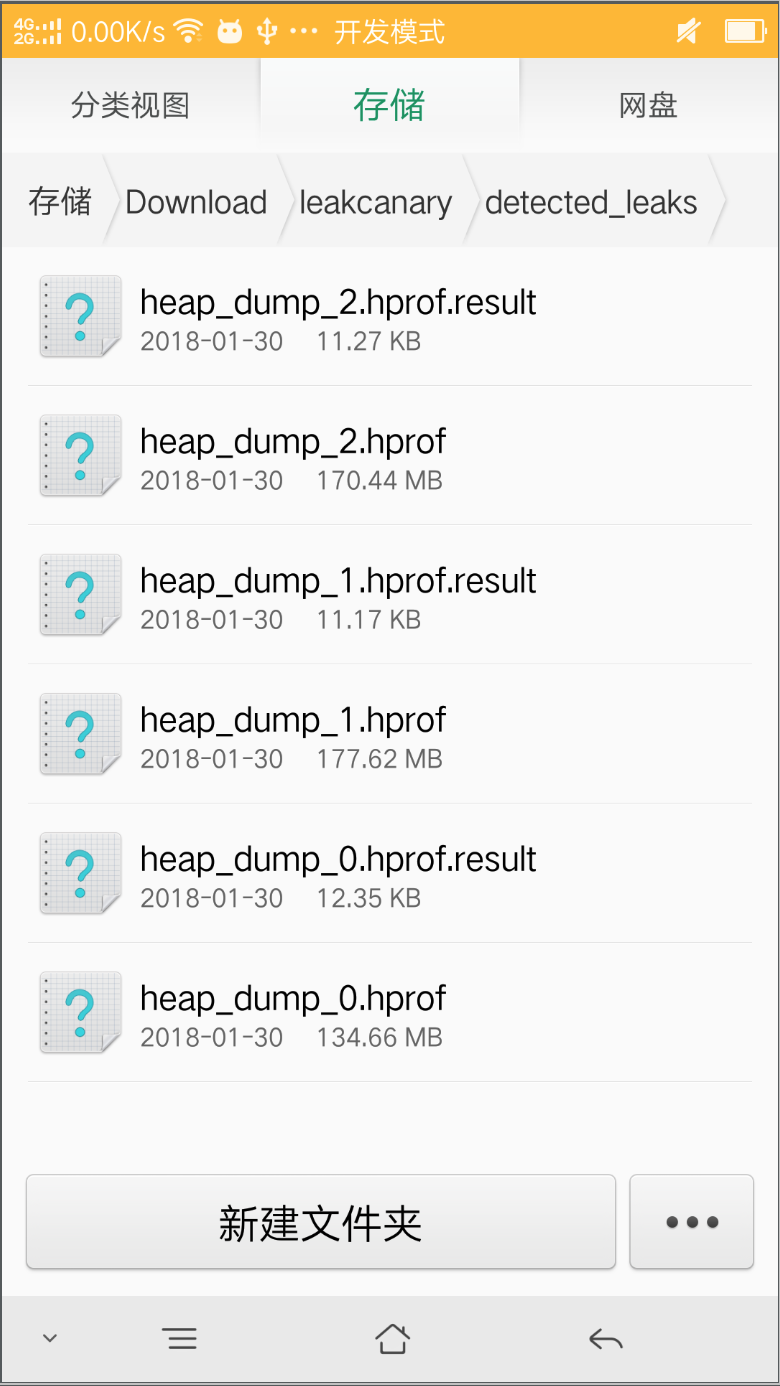 4G 2G 0.00K/s 开发模式
分类视图 存储 网盘
存储 Download leakcanary detected_leaks
heap_dump_2.hprof.result
2018-01-30 11.27 KB
heap_dump_2.hprof
2018-01-30 170.44 MB
heap_dump_1.hprof.result
2018-01-30 11.17 KB
heap_dump_1.hprof
2018-01-30 177.62 MB
heap_dump_0.hprof.result
2018-01-30 12.35 KB
heap_dump_0.hprof
2018-01-30 134.66 MB
新建文件夹